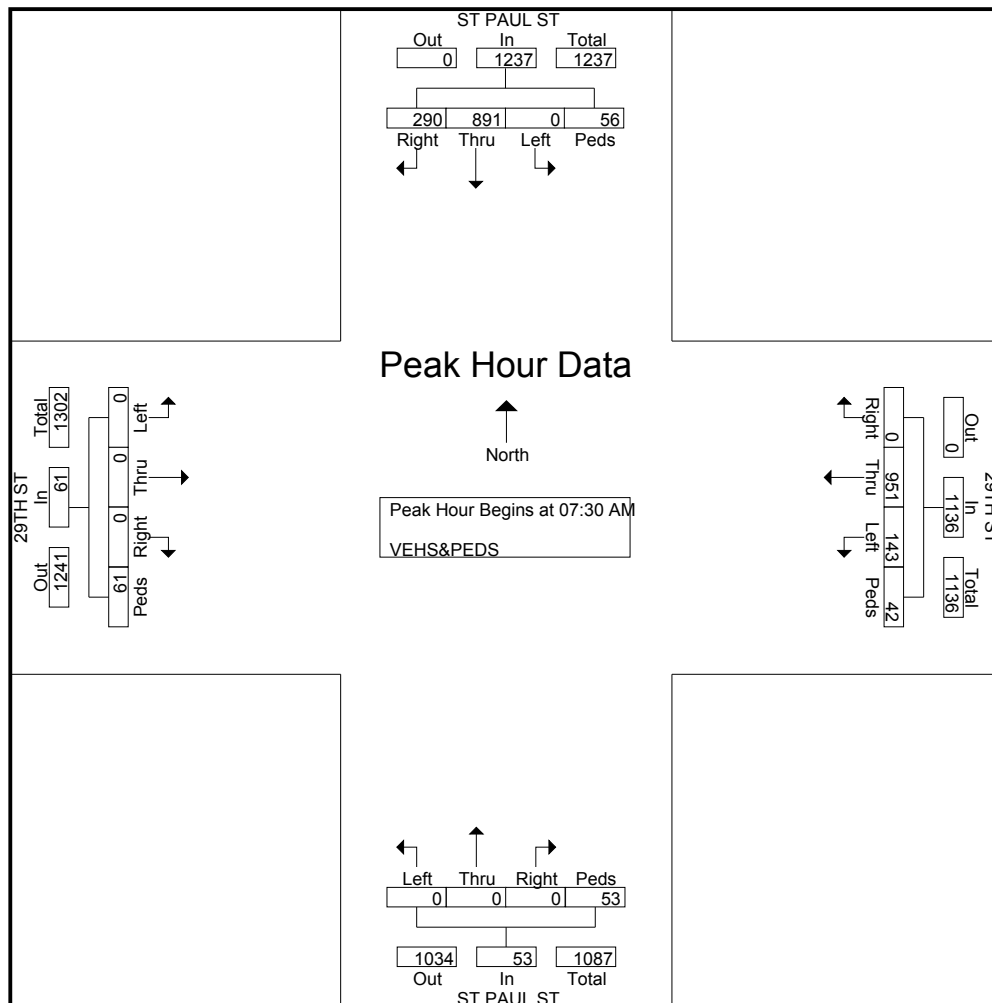 ST PAUL ST
Out In Total
0 1237 1237
290 891 0 56
Right Thru Left Peds
Peak Hour Data
North
Peak Hour Begins at 07:30 AM
VEHS&PEDS
29TH ST
Out In Total
1241 61 1302
0 0 0 61
Left Thru Right Peds
29TH ST
Out In Total
0 1136 1136
0 951 143 42
Right Thru Left Peds
Left Thru Right Peds
0 0 0 53
1034 53 1087
Out In Total
ST PAUL ST